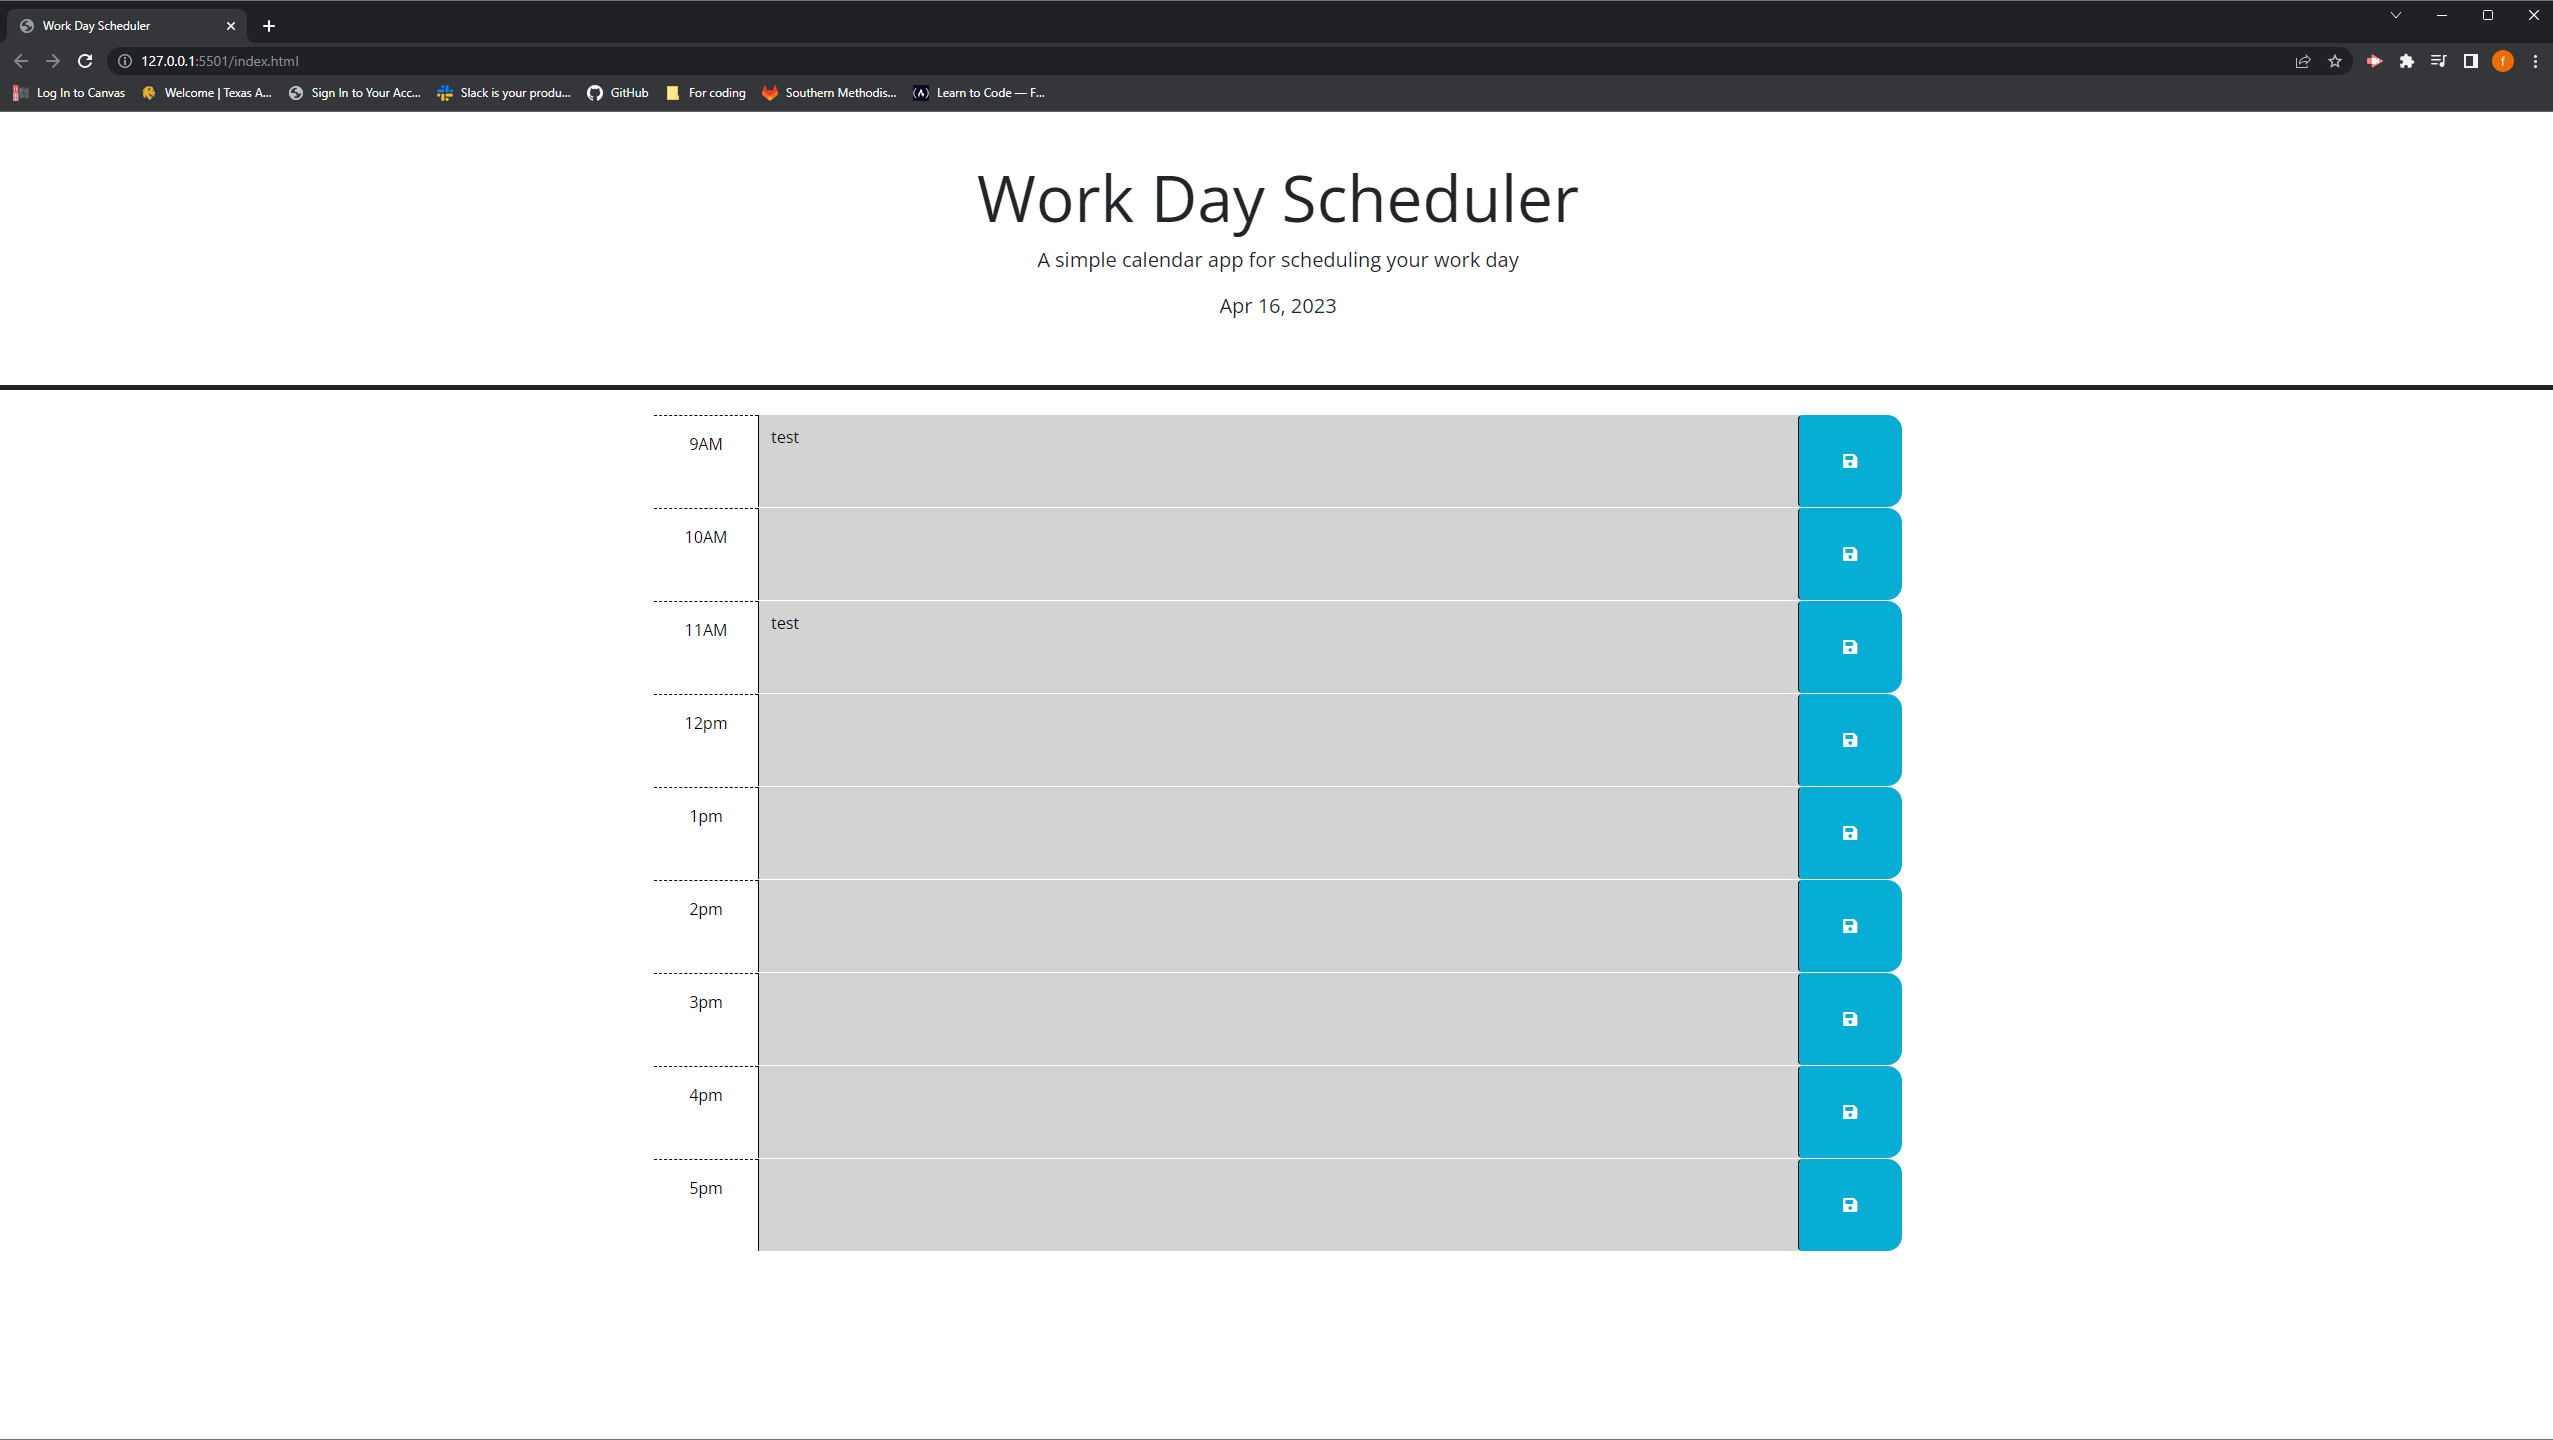 Work Day Scheduler
127.0.0.1:5501/index.html
Log In to Canvas
Welcome | Texas A...
Sign In to Your Acc...
Slack is your produ...
GitHub
For coding
Southern Methodis...
Learn to Code — F...
f
Work Day Scheduler
A simple calendar app for scheduling your work day
Apr 16, 2023
9AM test
10AM
11AM test
12pm
1pm
2pm
3pm
4pm
5pm